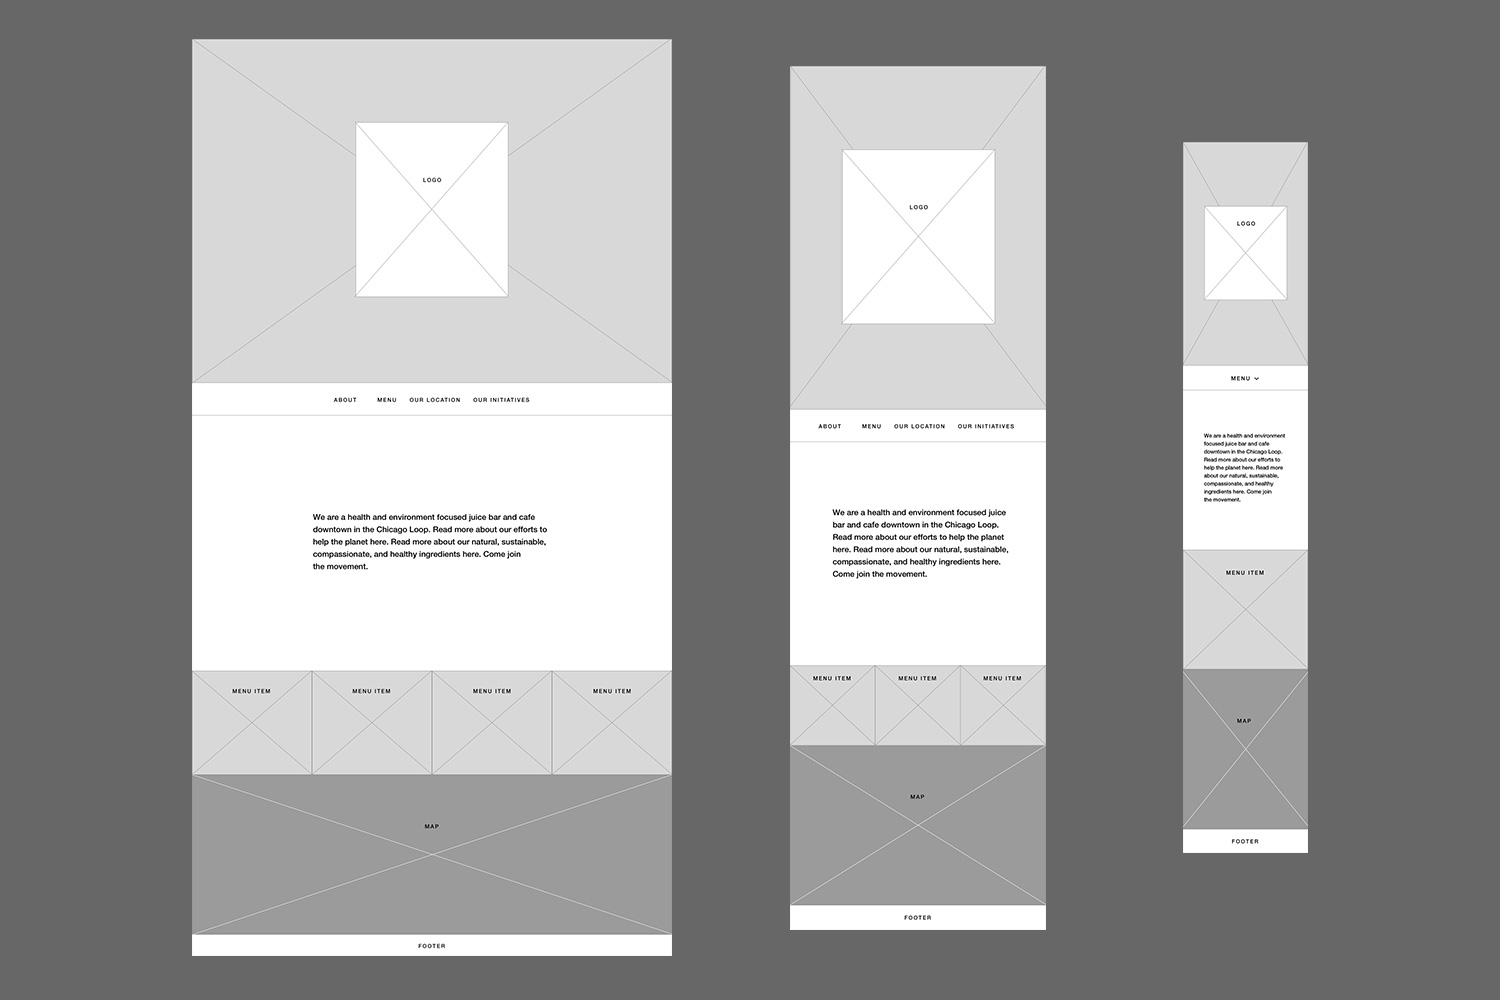 LOGO
ABOUT MENU OUR LOCATION OUR INITIATIVES
We are a health and environment focused juice bar and cafe
downtown in the Chicago Loop. Read more about our efforts to
help the planet here. Read more about our natural, sustainable,
compassionate, and healthy ingredients here. Come join
the movement.
MENU ITEM MENU ITEM MENU ITEM MENU ITEM
MAP
FOOTER
LOGO
ABOUT MENU OUR LOCATION OUR INITIATIVES
We are a health and environment focused juice
bar and cafe downtown in the Chicago Loop.
Read more about our efforts to help the planet
here. Read more about our natural, sustainable,
compassionate, and healthy ingredients here.
Come join the movement.
MENU ITEM MENU ITEM MENU ITEM
MAP
FOOTER
LOGO
MENU
We are a health and environment
focused juice bar and cafe
downtown in the Chicago Loop.
Read more about our efforts to
help the planet here. Read more
about our natural, sustainable,
compassionate, and healthy
ingredients here. Come join
the movement.
MENU ITEM
MAP
FOOTER